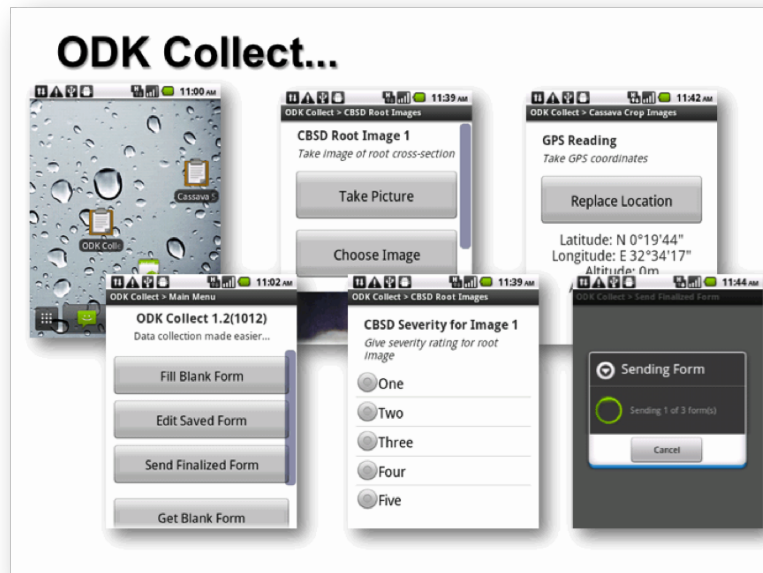 ODK Collect...
11:00 AM
Cassava
ODK Collec
11:39 AM
ODK Collect > CBSD Root Images
CBSD Root Image 1
Take image of root cross-section
Take Picture
Choose Image
11:42 AM
ODK Collect > Cassava Crop Images
GPS Reading
Take GPS coordinates
Replace Location
Latitude: N 0°19'44"
Longitude: E 32°34'17"
Altitude: 0m
11:02 AM
ODK Collect > Main Menu
ODK Collect 1.2(1012)
Data collection made easier...
Fill Blank Form
Edit Saved Form
Send Finalized Form
Get Blank Form
11:39 AM
ODK Collect > CBSD Root Images
CBSD Severity for Image 1
Give severity rating for root
image
One
Two
Three
Four
Five
11:44 AM
ODK Collect > Send Finalized Form
Sending Form
Sending 1 of 3 form(s)
Cancel